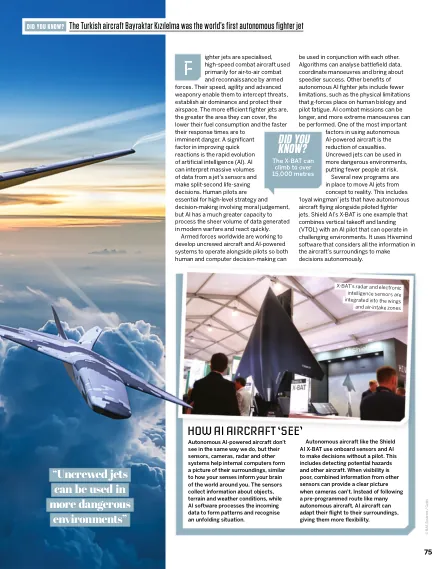 DID YOU KNOW? The Turkish aircraft Bayraktar Kızılelma was the world's first autonomous fighter jet
Fighter jets are specialised,
high-speed combat aircraft used
primarily for air-to-air combat
and reconnaissance by armed
forces. Their speed, agility and advanced
weaponry enable them to intercept threats,
establish air dominance and protect their
airspace. The more efficient fighter jets are,
the greater the area they can cover, the
lower their fuel consumption and the faster
their response times are to
imminent danger. A significant
factor in improving quick
reactions is the rapid evolution
of artificial intelligence (AI). AI
can interpret massive volumes
of data from a jet's sensors and
make split-second life-saving
decisions. Human pilots are
essential for high-level strategy and
decision-making involving moral judgement,
but AI has a much greater capacity to
process the sheer volume of data generated
in modern warfare and react quickly.
Armed forces worldwide are working to
develop uncrewed aircraft and AI-powered
systems to operate alongside pilots so both
human and computer decision-making can
be used in conjunction with each other.
Algorithms can analyse battlefield data,
coordinate manoeuvres and bring about
speedier success. Other benefits of
autonomous AI fighter jets include fewer
limitations, such as the physical limitations
that g-forces place on human biology and
pilot fatigue. AI combat missions can be
longer, and more extreme manoeuvres can
be performed. One of the most important
factors in using autonomous
AI-powered aircraft is the
reduction of casualties.
Uncrewed jets can be used in
more dangerous environments,
putting fewer people at risk.
Several new programs are
in place to move AI jets from
concept to reality. This includes
'loyal wingman' jets that have autonomous
aircraft flying alongside piloted fighter
jets. Shield AI's X-BAT is one example that
combines vertical takeoff and landing
(VTOL) with an AI pilot that can operate in
challenging environments. It uses Hivemind
software that considers all the information in
the aircraft's surroundings to make
decisions autonomously.
DID YOU
KNOW?
The X-BAT can
climb to over
15,000 metres
X-BAT's radar and electronic
intelligence sensors are
integrated into the wings
and air-intake zones
X-BAT
HOW AI AIRCRAFT 'SEE'
Autonomous AI-powered aircraft don't
see in the same way we do, but their
sensors, cameras, radar and other
systems help internal computers form
a picture of their surroundings, similar
to how your senses inform your brain
of the world around you. The sensors
collect information about objects,
terrain and weather conditions, while
AI software processes the incoming
data to form patterns and recognise
an unfolding situation.
Autonomous aircraft like the Shield
AI X-BAT use onboard sensors and AI
to make decisions without a pilot. This
includes detecting potential hazards
and other aircraft. When visibility is
poor, combined information from other
sensors can provide a clear picture
when cameras can't. Instead of following
a pre-programmed route like many
autonomous aircraft, AI aircraft can
adapt their flight to their surroundings,
giving them more flexibility.
"Uncrewed jets
can be used in
more dangerous
environments"
75